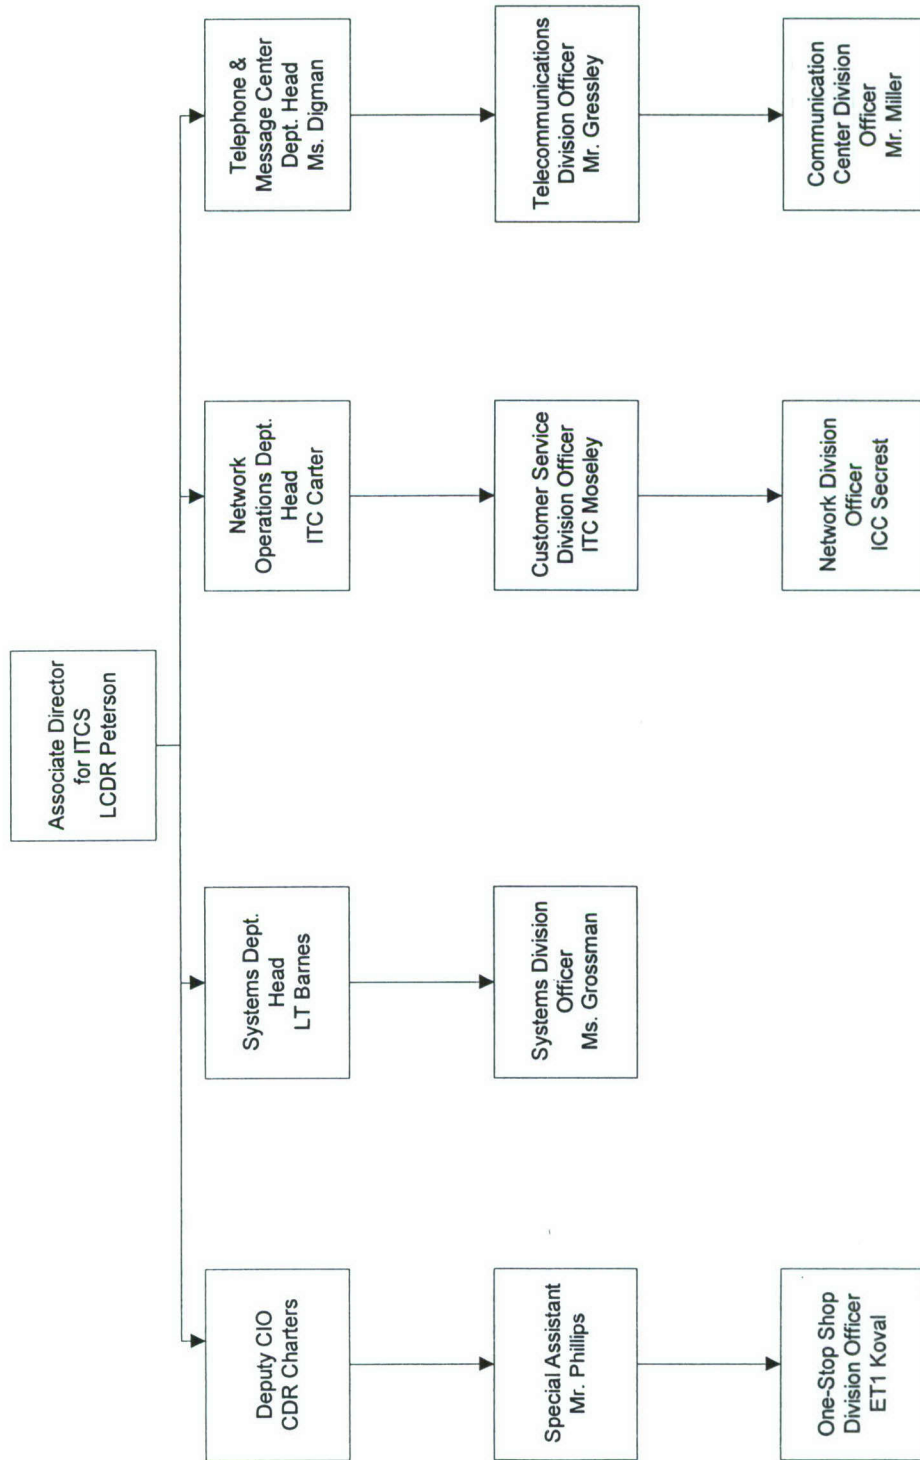 Associate Director
for ITCS
LCDR Peterson
Deputy CIO
CDR Charters
Systems Dept.
Head
LT Barnes
Network
Operations Dept.
Head
ITC Carter
Telephone &
Message Center
Dept. Head
Ms. Digman
Special Assistant
Mr. Phillips
Systems Division
Officer
Ms. Grossman
Customer Service
Division Officer
ITC Moseley
Telecommunications
Division Officer
Mr. Gressley
One-Stop Shop
Division Officer
ET1 Koval
Network Division
Officer
ICC Secrest
Communication
Center Division
Officer
Mr. Miller